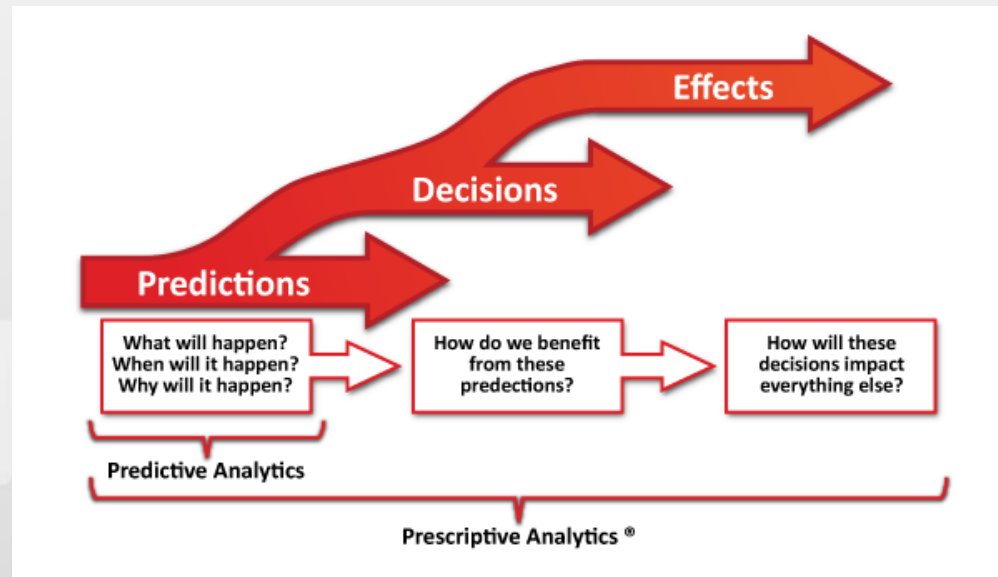 Effects
Decisions
Predictions
What will happen?
When will it happen?
Why will it happen?
How do we benefit
from these
predections?
How will these
decisions impact
everything else?
Predictive Analytics
Prescriptive Analytics ®